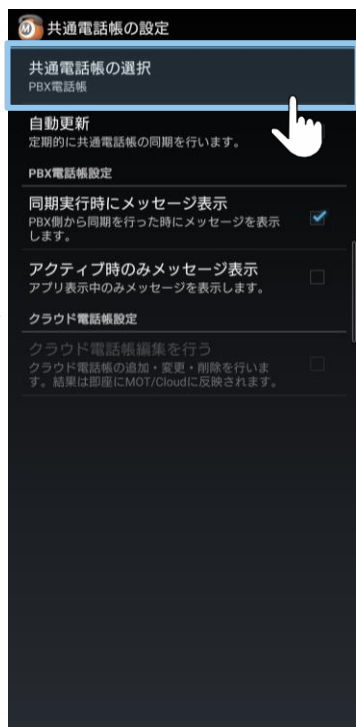 共通電話帳の設定
共通電話帳の選択
PBX電話帳
自動更新
定期的に共通電話帳の同期を行います。
PBX電話帳設定
同期実行時にメッセージ表示
PBX側から同期を行った時にメッセージを表示
します。
アクティブ時のみメッセージ表示
アプリ表示中のみメッセージを表示します。
クラウド電話帳設定
クラウド電話帳編集を行う
クラウド電話帳の追加・変更・削除を行いま
す。結果は即座にMOT/Cloudに反映されます。